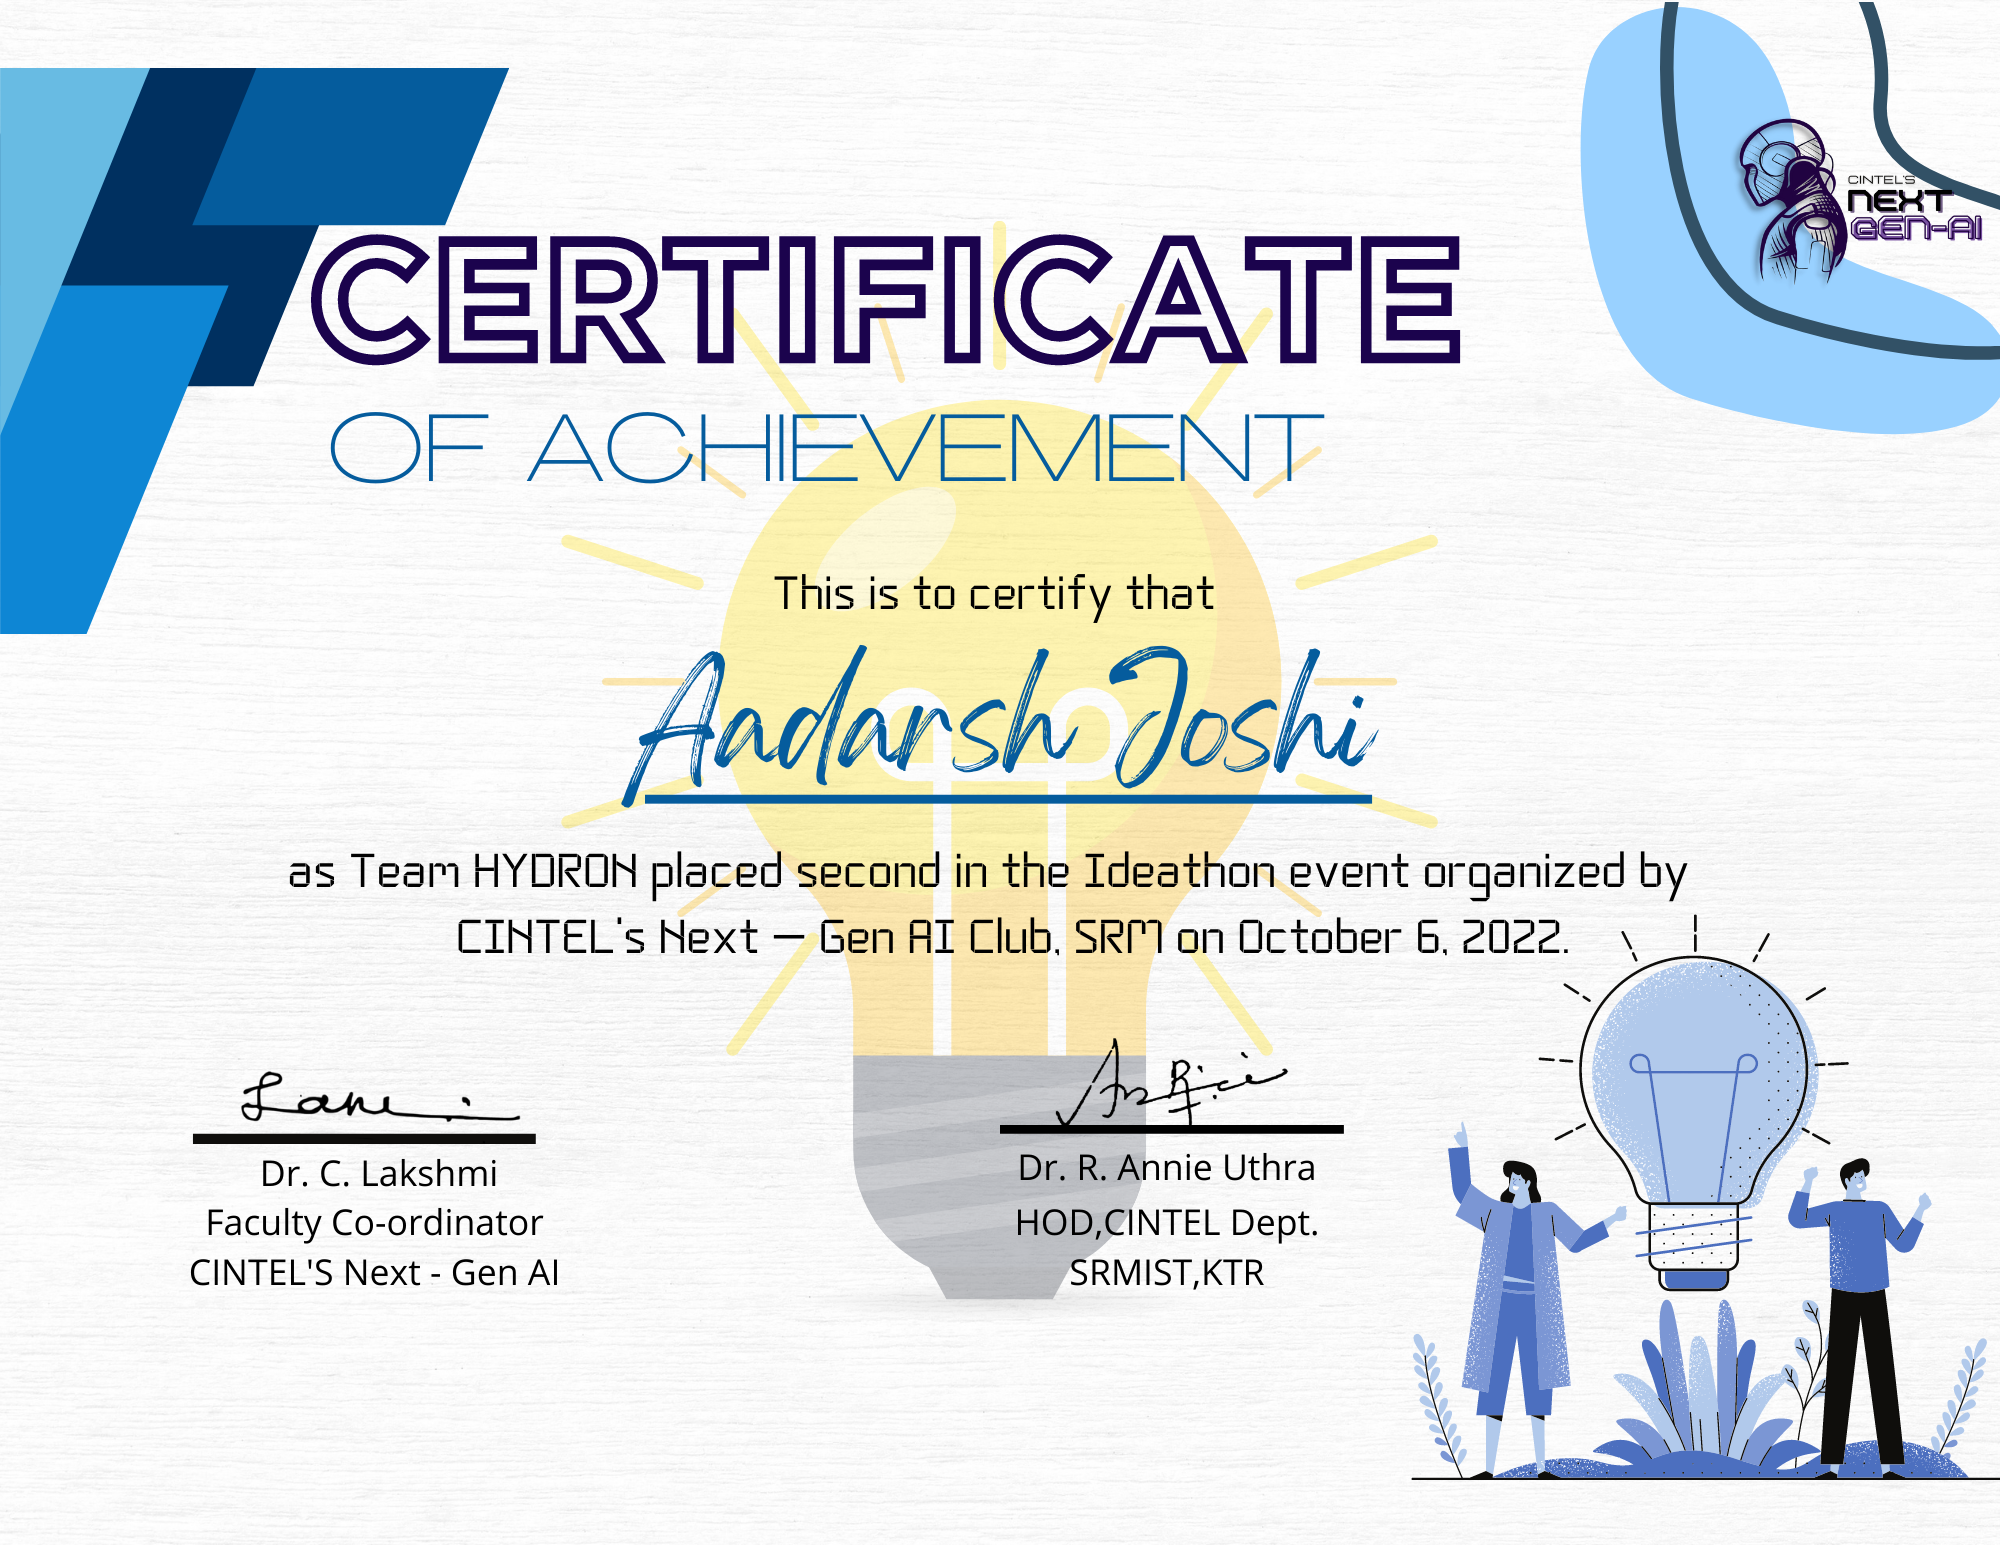 CINTEL'S
NEXT
GEN-AI
CERTIFICATE
OF ACHIEVEMENT
This is to certify that
Aadarsh Joshi
as Team HYDRON placed second in the Ideathon event organized by
CINTEL's Next – Gen AI Club, SRM on October 6, 2022.
Dr. C. Lakshmi
Faculty Co-ordinator
CINTEL'S Next - Gen AI
Dr. R. Annie Uthra
HOD,CINTEL Dept.
SRMIST,KTR